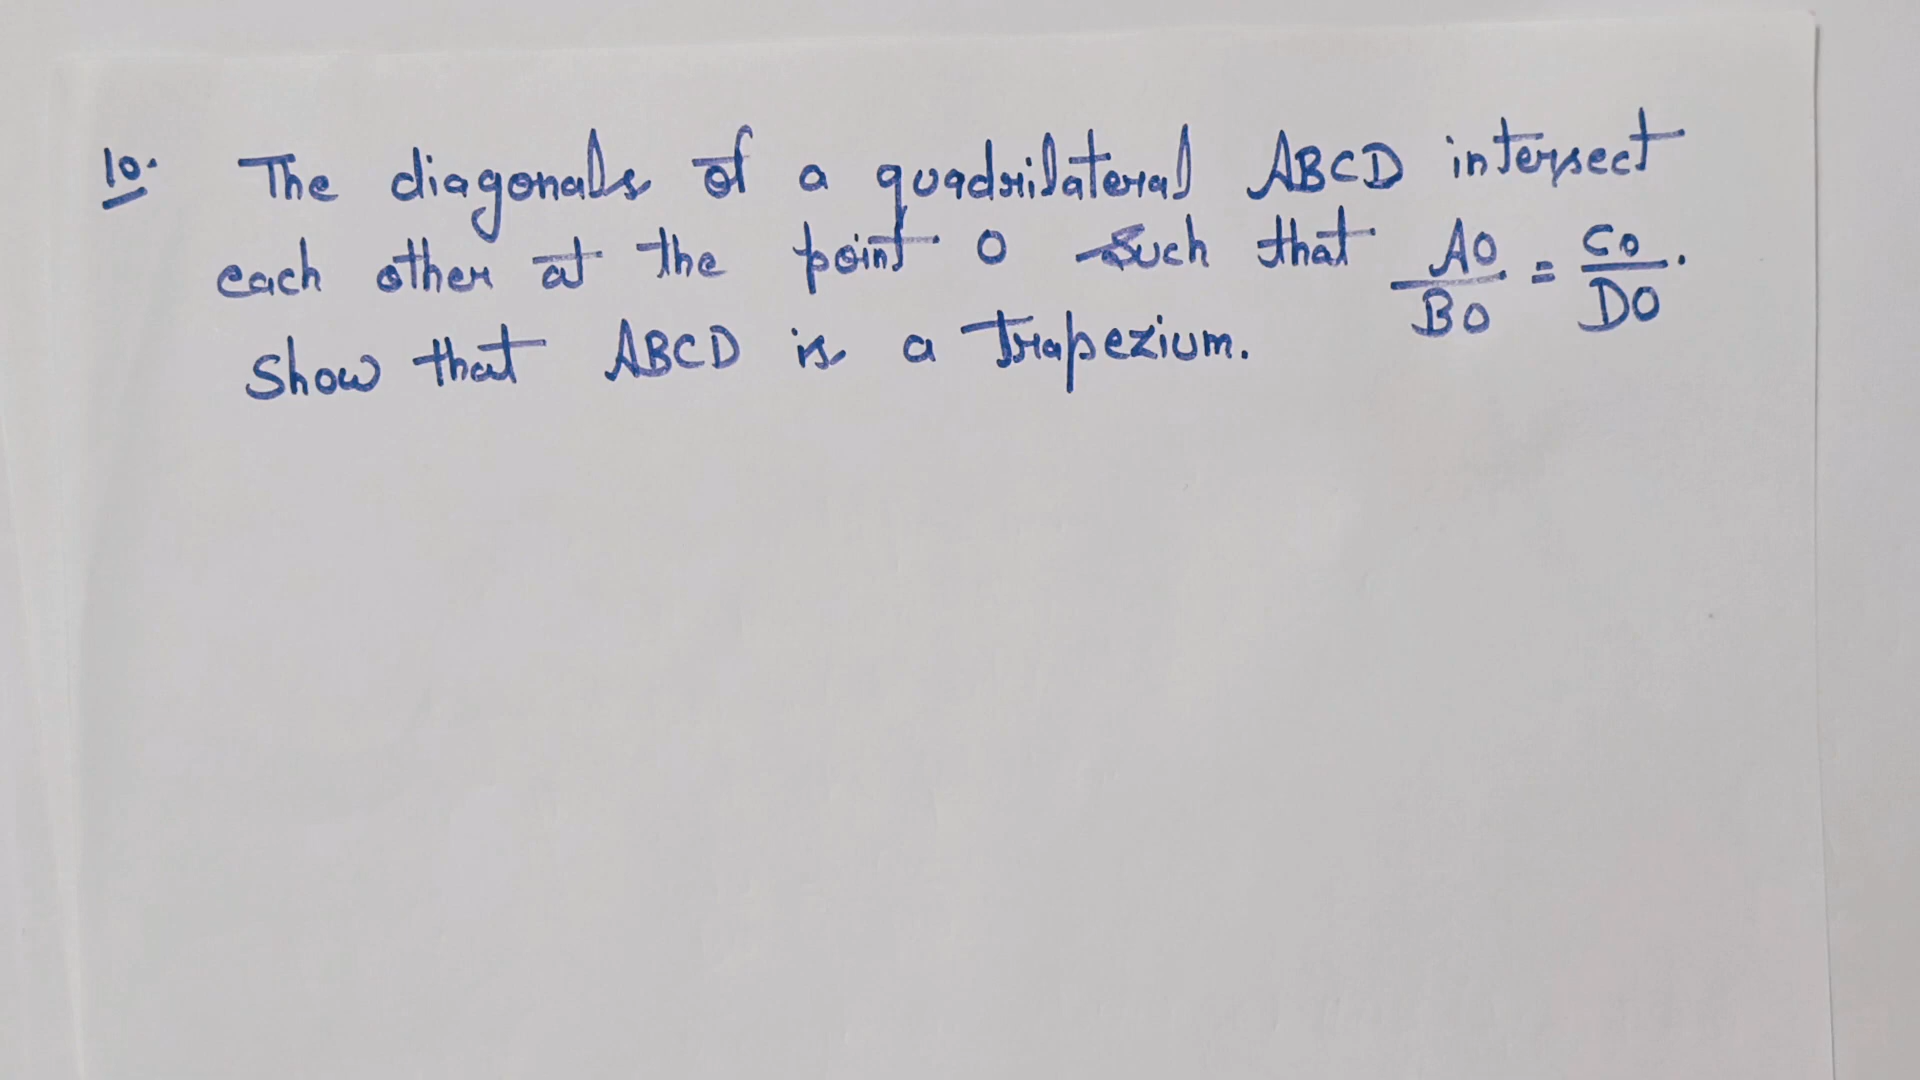 10. The diagonals of a quadrilateral ABCD intersect
each other at the point O such that AO/BO = CO/DO.
Show that ABCD is a Trapezium.